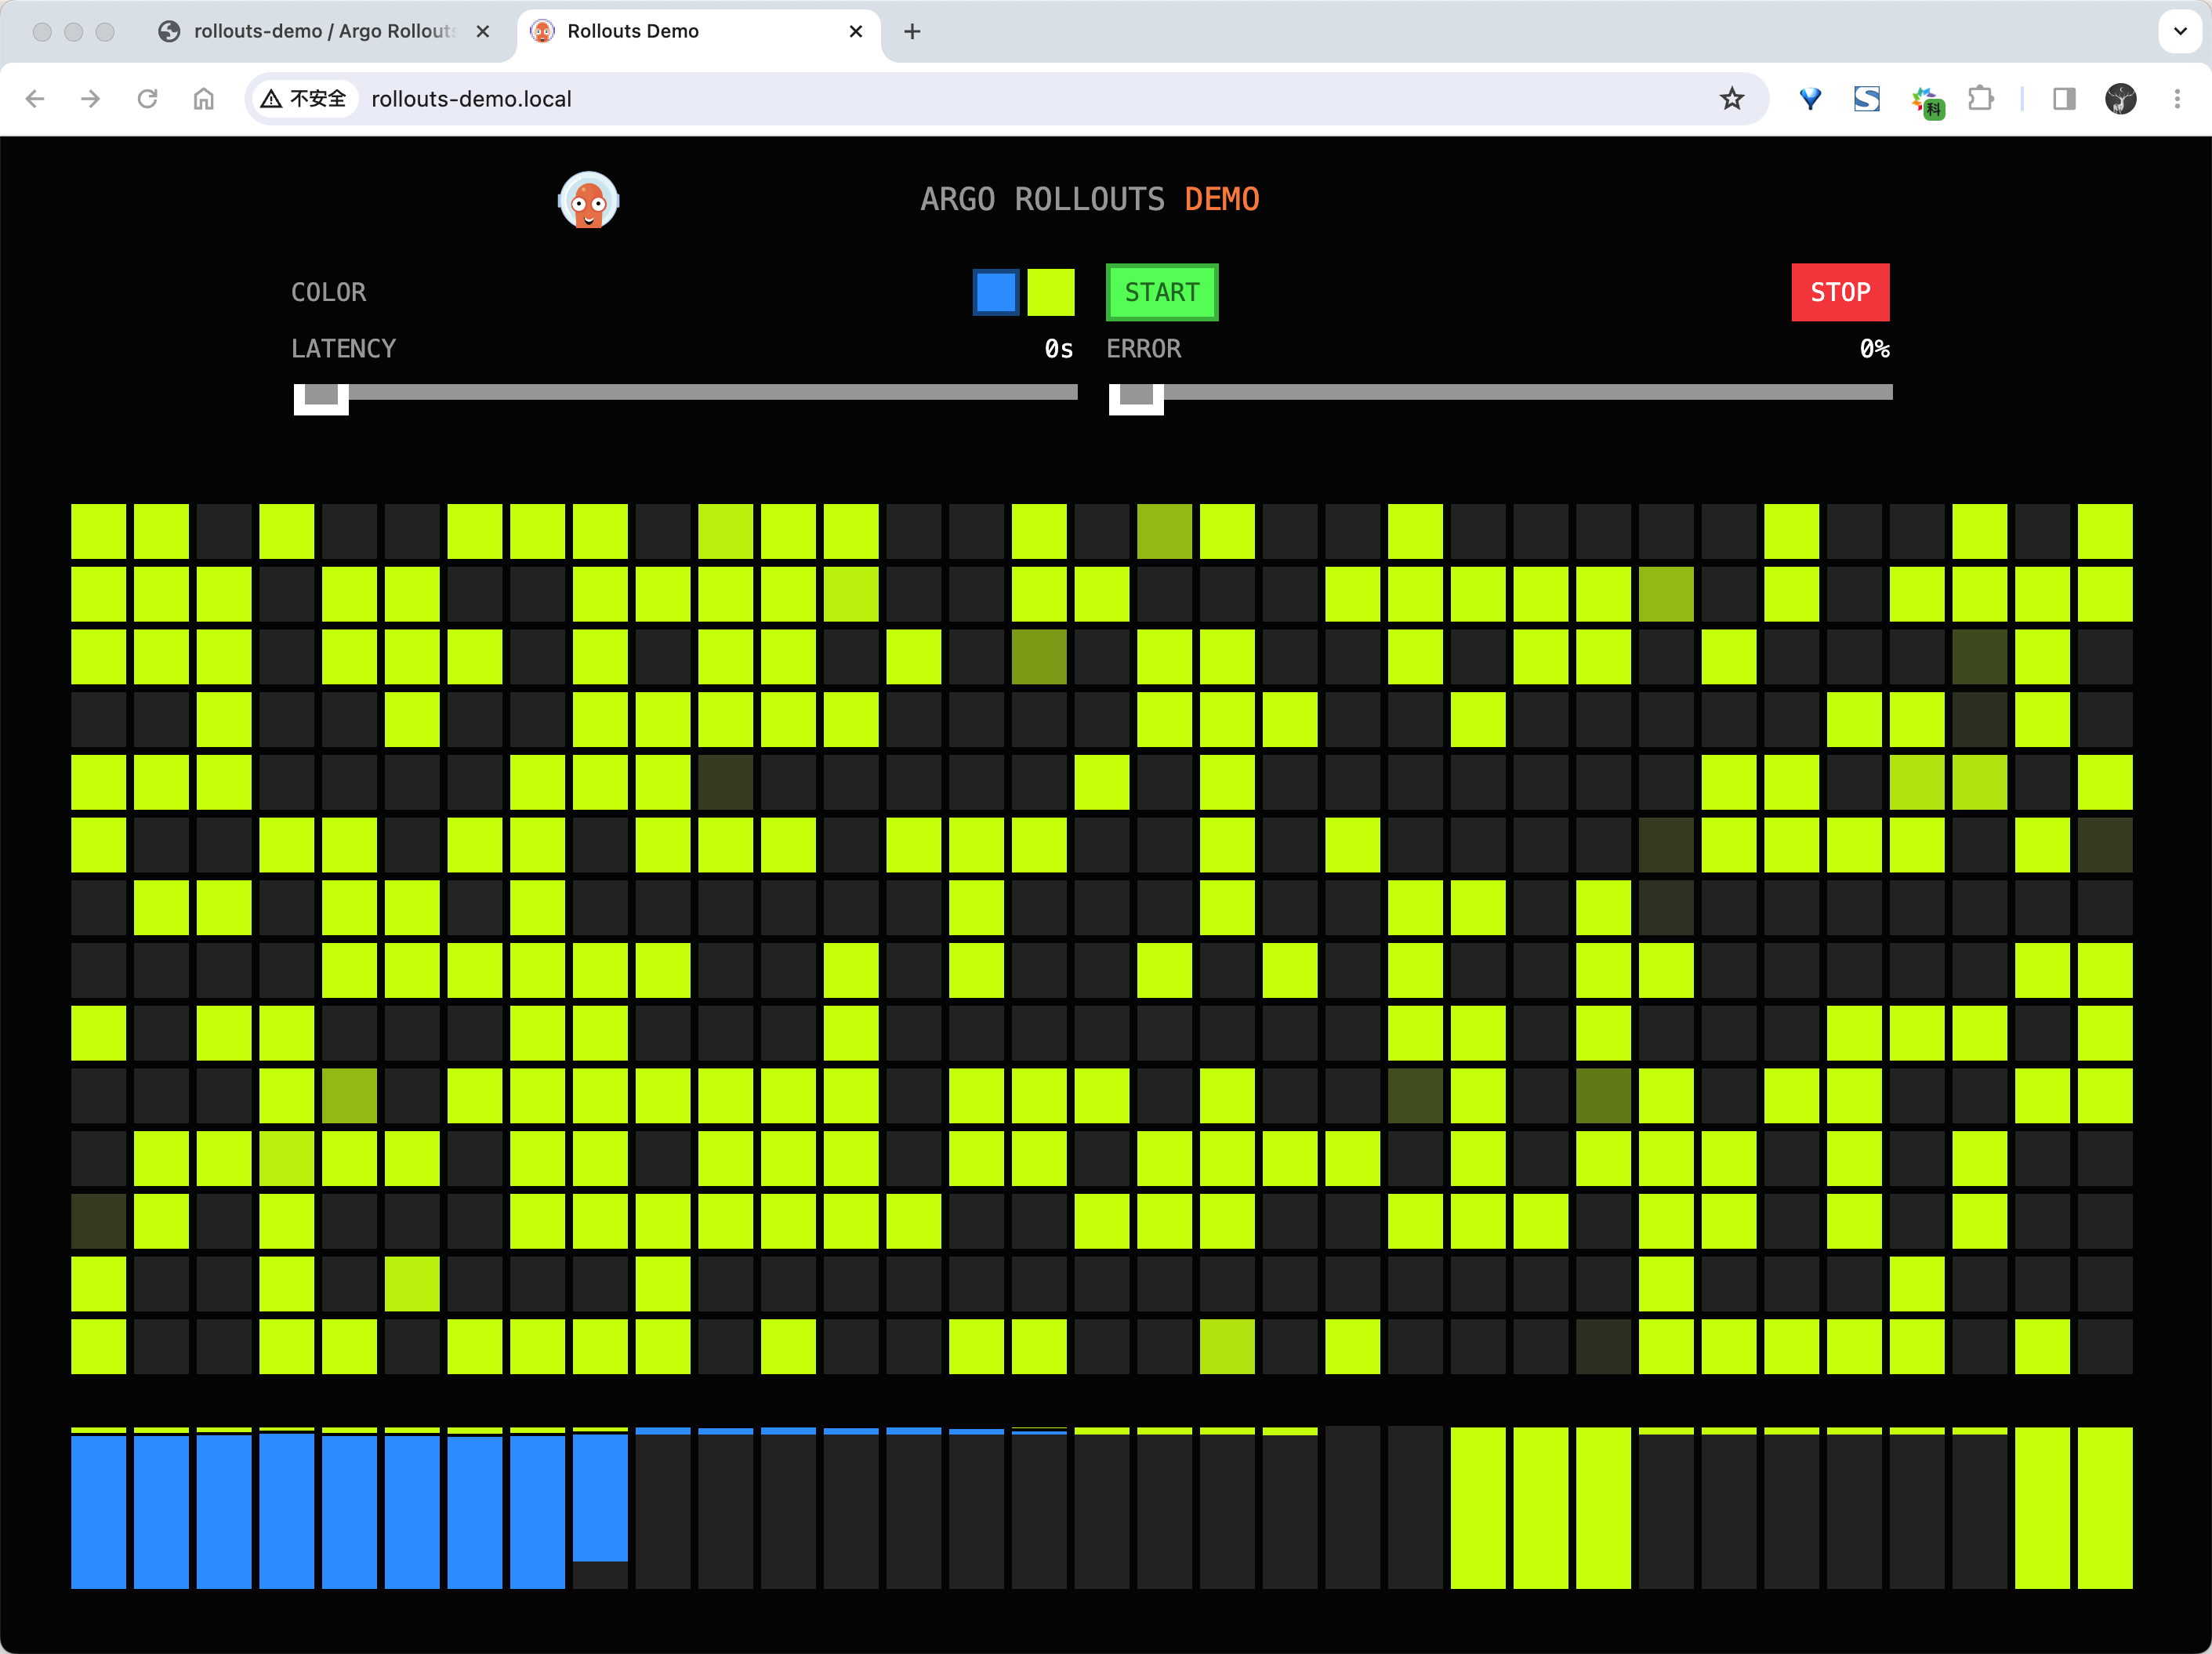 rollouts-demo / Argo Rollouts
Rollouts Demo
不安全
rollouts-demo.local
科
ARGO ROLLOUTS DEMO
COLOR
START
STOP
LATENCY
0s
ERROR
0%